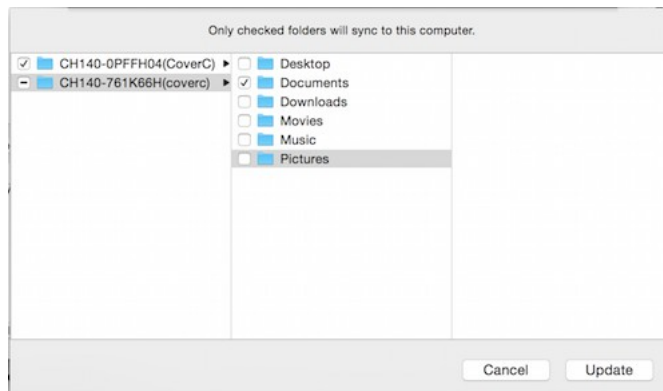 Only checked folders will sync to this computer.
CH140-0PFFH04(CoverC)
CH140-761K66H(coverc)
Desktop
Documents
Downloads
Movies
Music
Pictures
Cancel
Update